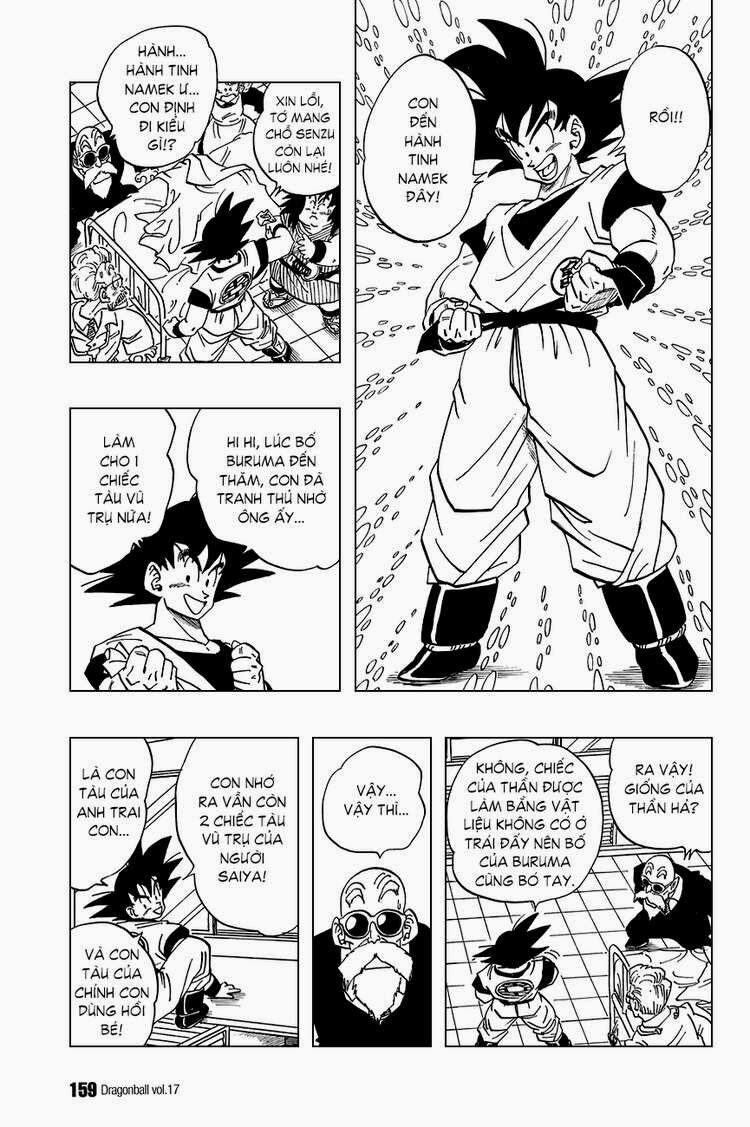 RỒI!!
CON
ĐẾN
HÀNH
TINH
NAMEK
ĐÂY!
XIN LỖI,
TỚ MANG
CHỖ SENZU
CÒN LẠI
LUÔN NHÉ!
HÀNH...
HÀNH TINH
NAMEK Ư...
CON ĐỊNH
ĐI KIỂU
GÌ!?
HI HI, LÚC BỐ
BURUMA ĐẾN
THĂM, CON ĐÃ
TRANH THỦ NHỜ
ÔNG ẤY...
LÀM
CHO 1
CHIẾC
TÀU VŨ
TRỤ NỮA!
RA VẬY!
GIỐNG CỦA
THẦN HẢ?
KHÔNG, CHIẾC
CỦA THẦN ĐƯỢC
LÀM BẰNG VẬT
LIỆU KHÔNG CÓ Ở
TRÁI ĐẤY NÊN BỐ
CỦA BURUMA
CŨNG BÓ TAY.
VẬY...
VẬY THÌ...
CON NHỚ
RA VẪN CÒN
2 CHIẾC TÀU
VŨ TRỤ CỦA
NGƯỜI
SAIYA!
LÀ CON
TÀU CỦA
ANH TRAI
CON...
VÀ CON
TÀU CỦA
CHÍNH CON
DÙNG HỒI
BÉ!
159 Dragonball vol.17